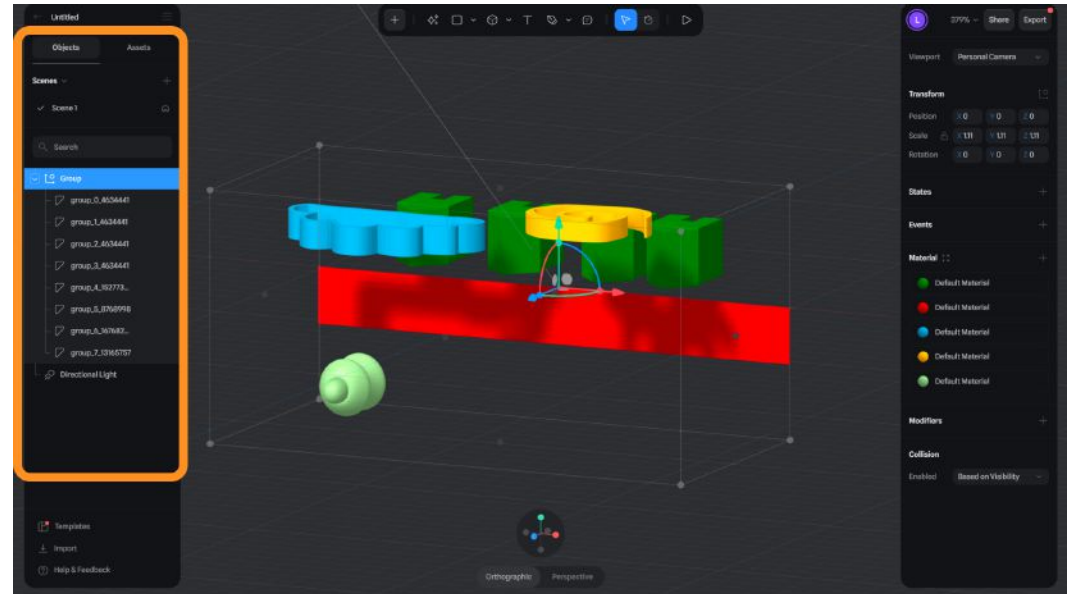 Untitled
Objects Assets
Scenes
Scene 1
Search
Group
group_0_4634441
group_1_4634441
group_2_4634441
group_3_4634441
group_4_152773...
group_5_8768998
group_6_167682...
group_7_13165757
Directional Light
Templates
Import
Help & Feedback
T
Orthographic Perspective
L 379% Share Export
Viewport Personal Camera
Transform
Position X 0 Y 0 Z 0
Scale X 1.11 Y 1.11 Z 1.11
Rotation X 0 Y 0 Z 0
States
Events
Material
Default Material
Default Material
Default Material
Default Material
Default Material
Modifiers
Collision
Enabled Based on Visibility